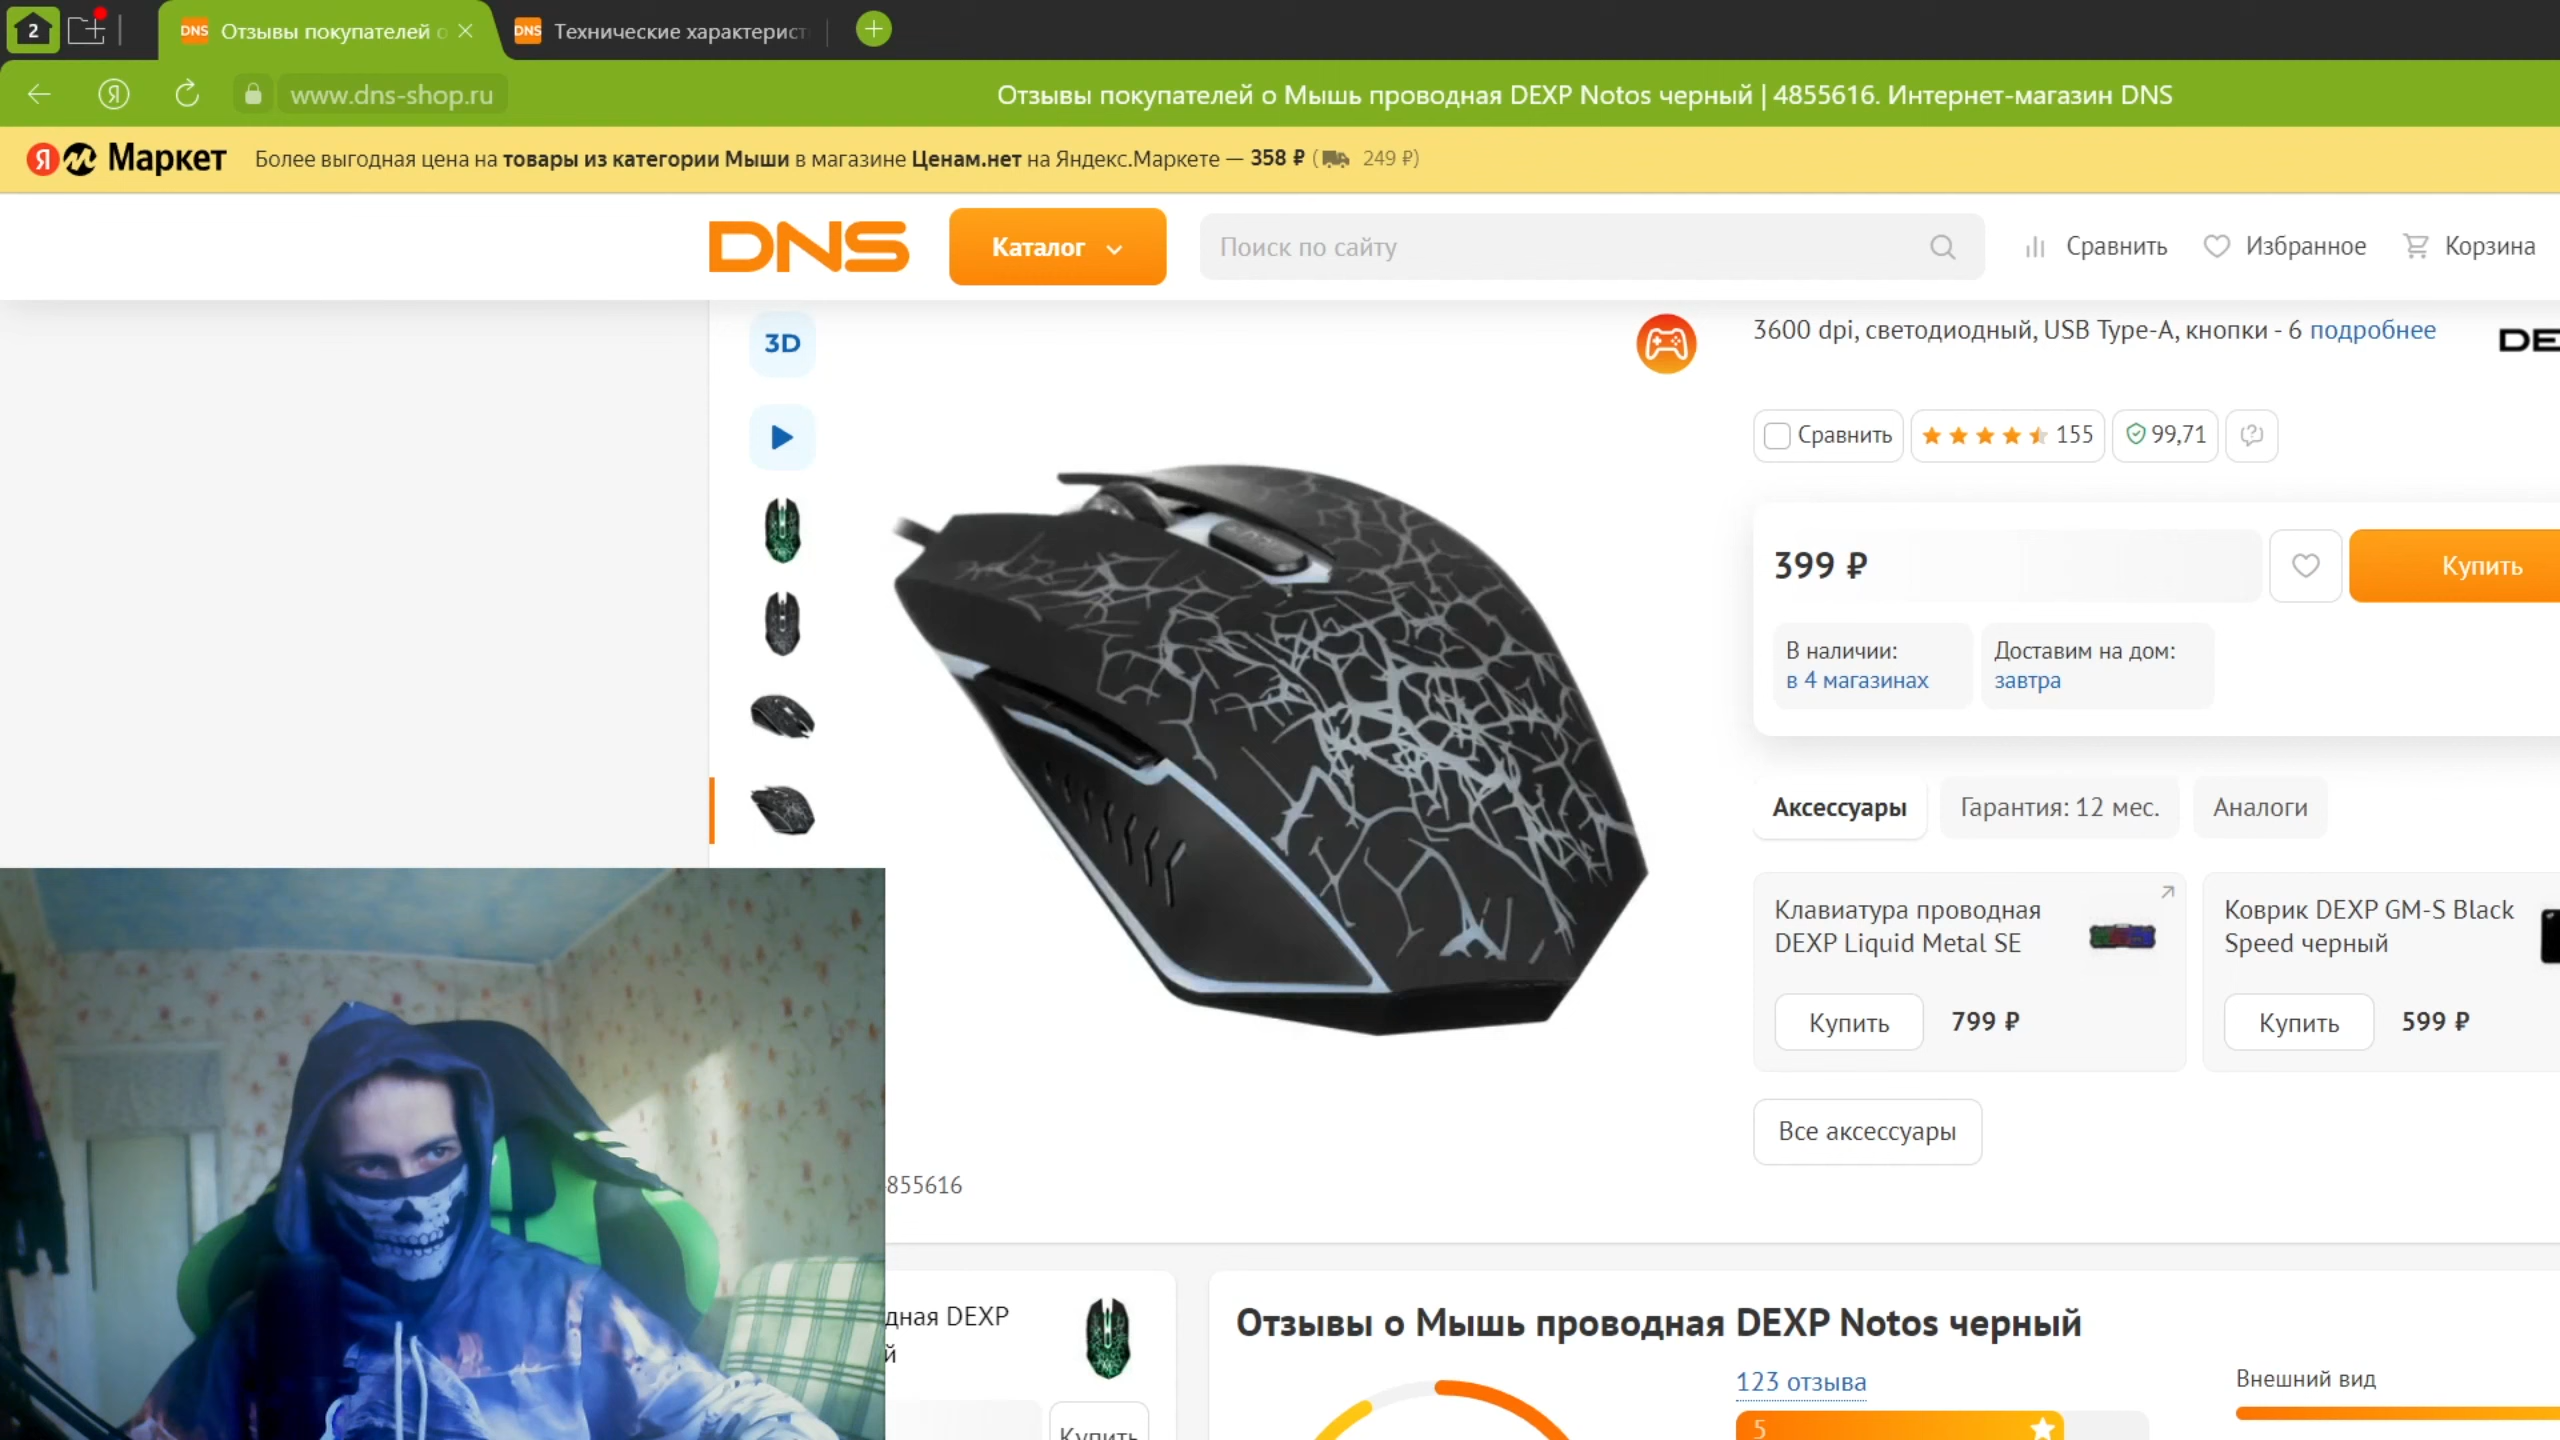 2
DNS Отзывы покупателей о
DNS Технические характерист
Я www.dns-shop.ru Отзывы покупателей о Мышь проводная DEXP Notos черный | 4855616. Интернет-магазин DNS
Я Маркет Более выгодная цена на товары из категории Мыши в магазине Ценам.нет на Яндекс.Маркете — 358 ₽ ( 249 ₽)
DNS Каталог Поиск по сайту Сравнить Избранное Корзина
3D
3600 dpi, светодиодный, USB Type-A, кнопки - 6 подробнее
DE
Сравнить 155 99,71
399 ₽ Купить
В наличии:
в 4 магазинах
Доставим на дом:
завтра
Аксессуары Гарантия: 12 мес. Аналоги
Клавиатура проводная
DEXP Liquid Metal SE
Купить 799 ₽
Коврик DEXP GM-S Black
Speed черный
Купить 599 ₽
Все аксессуары
855616
дная DEXP
й
Купить
Отзывы о Мышь проводная DEXP Notos черный
123 отзыва
5
Внешний вид